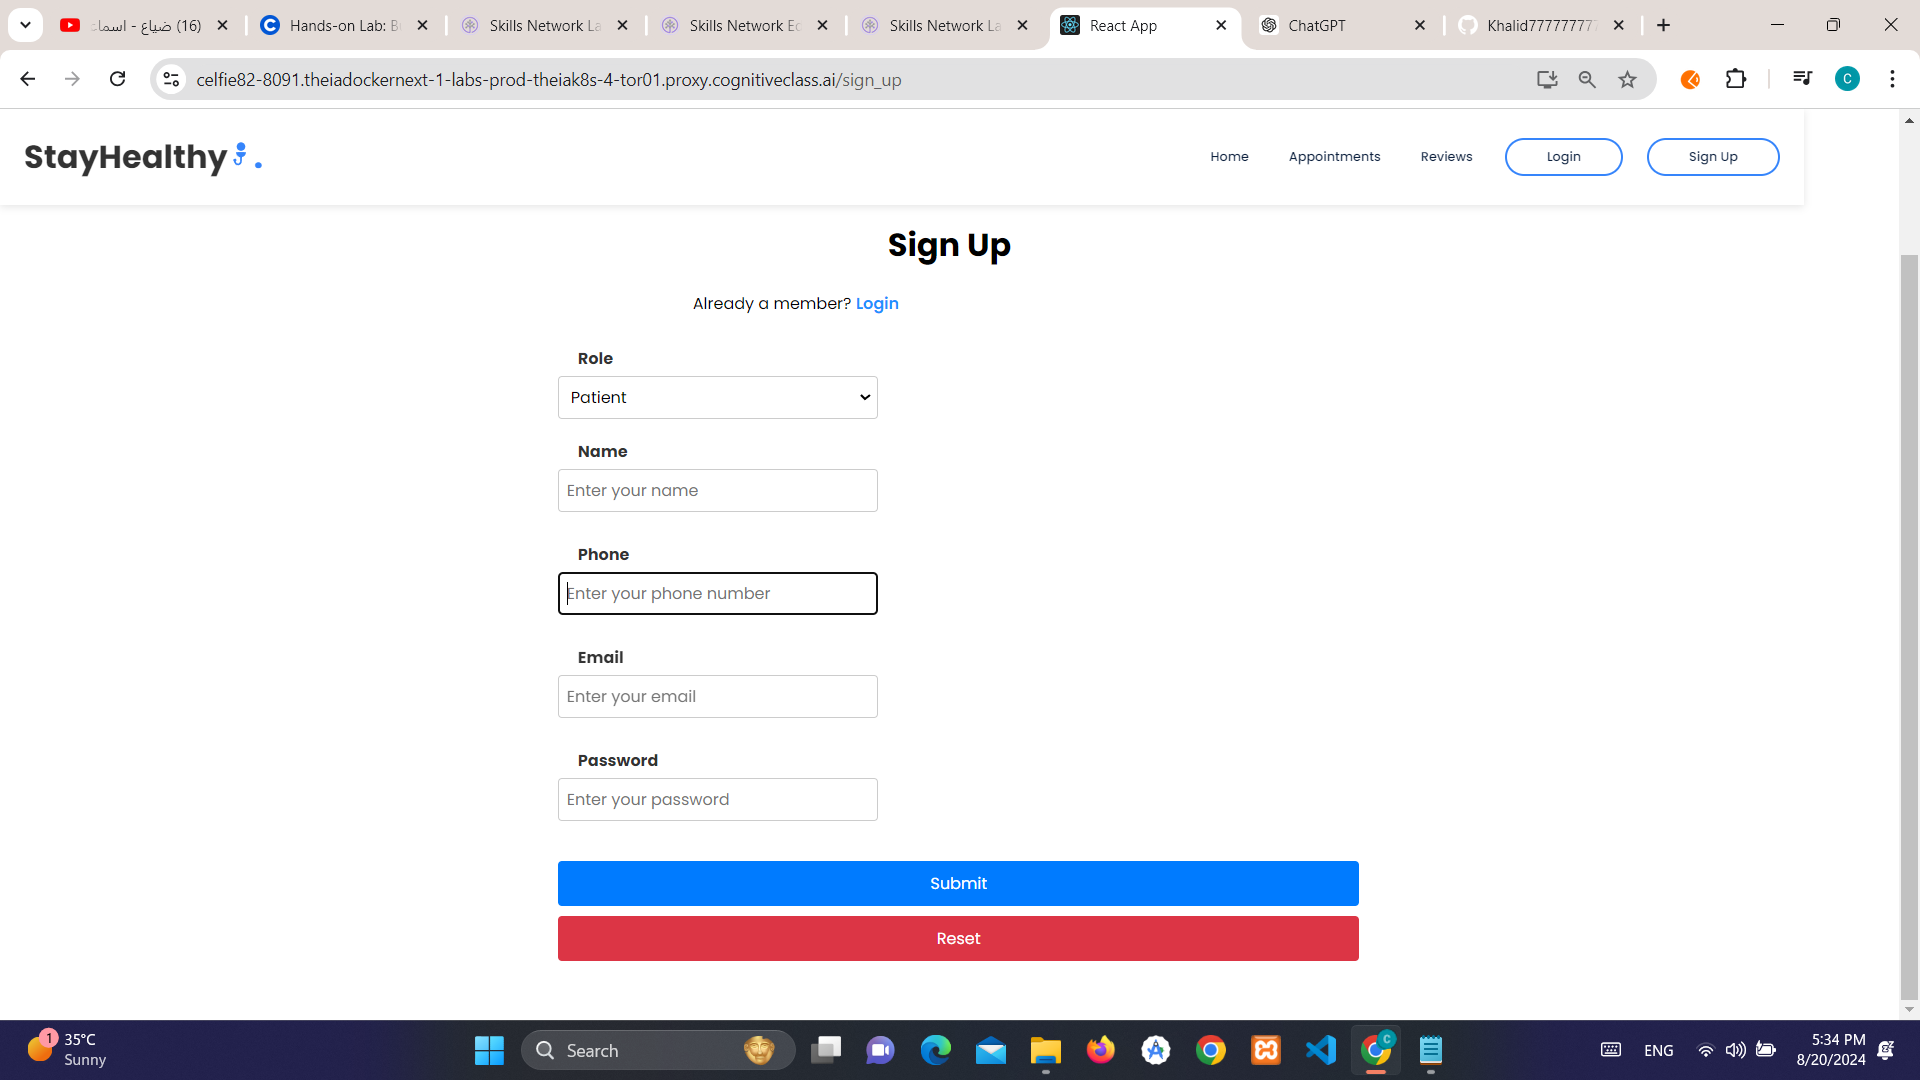 (16) ضياع - اسماء
Hands-on Lab: B
Skills Network La
Skills Network Ed
Skills Network La
React App
ChatGPT
Khalid777777777
celfie82-8091.theiadockernext-1-labs-prod-theiak8s-4-tor01.proxy.cognitiveclass.ai/sign_up
C
StayHealthy .
Home
Appointments
Reviews
Login
Sign Up
Sign Up
Already a member? Login
Role
Patient
Name
Enter your name
Phone
Enter your phone number
Email
Enter your email
Password
Enter your password
Submit
Reset
1
35°C
Sunny
Search
C
ENG
5:34 PM
8/20/2024